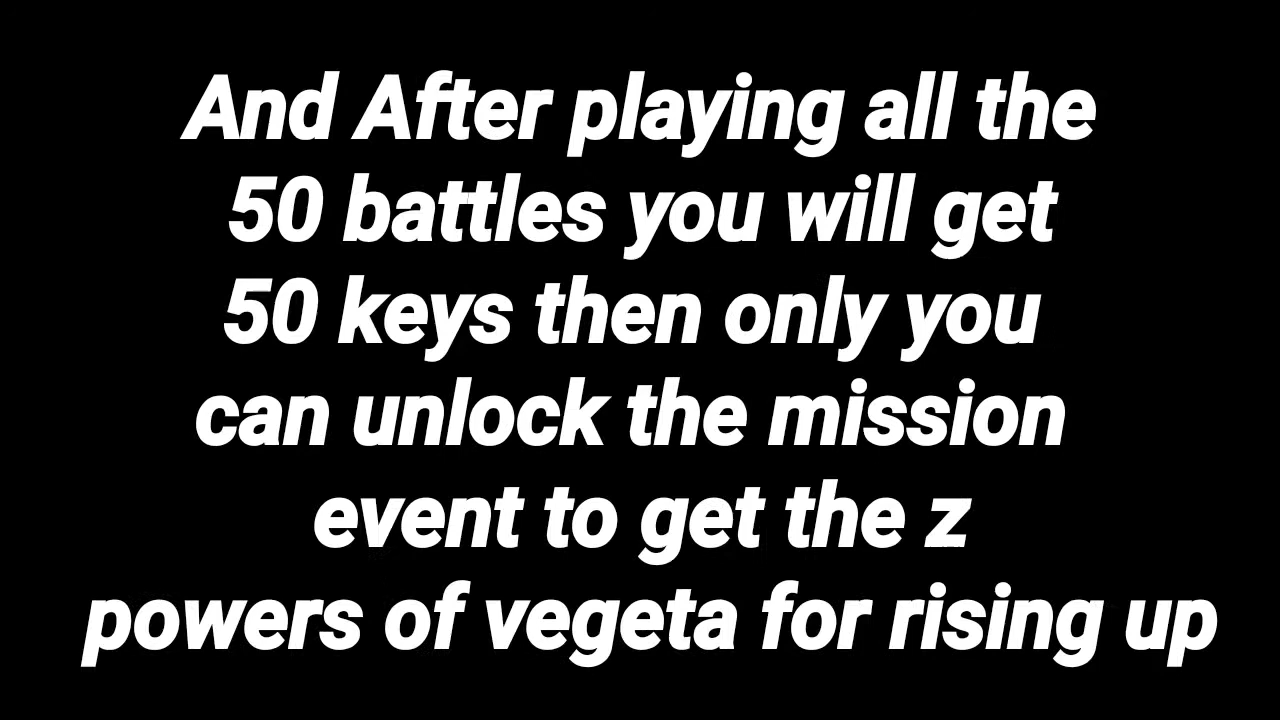 And After playing all the
50 battles you will get
50 keys then only you
can unlock the mission
event to get the z
powers of vegeta for rising up